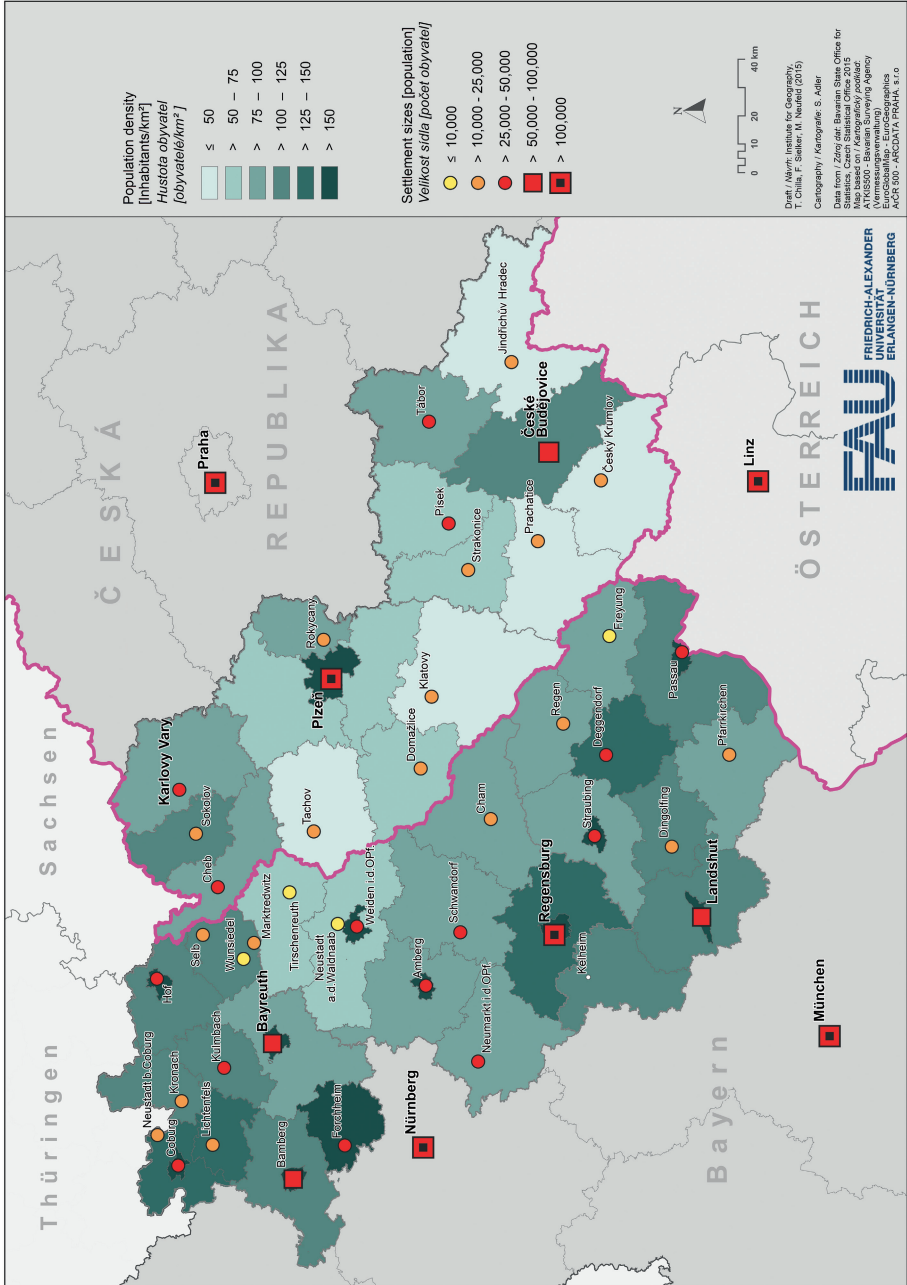 Population density
[inhabitants/km²]
Hustota obyvatel
[obyvatelé/km² ]
≤ 50
> 50 – 75
> 75 – 100
> 100 – 125
> 125 – 150
> 150
Settlement sizes [population]
Velikost sídla [počet obyvatel]
≤ 10,000
> 10,000 - 25,000
> 25,000 - 50,000
> 50,000 - 100,000
> 100,000
N
0 10 20 40 km
Draft / Návrh: Institute for Geography,
T. Chilla, F. Sielker, M. Neufeld (2015)
Cartography / Kartografie: S. Adler
Data from / Zdroj dat: Bavarian State Office for
Statistics, Czech Statistical Office 2015
Map based on / Kartografický podklad:
ATKIS500 - Bavarian Surveying Agency
(Vermessungsverwaltung)
EuroGlobalMap - EuroGeographics
ArČR 500 - ARCDATA PRAHA, s.r.o
Thüringen
Sachsen
ČESKÁ
REPUBLIKA
Bayern
ÖSTERREICH
Praha
Neustadt b.Coburg
Coburg
Kronach
Lichtenfels
Kulmbach
Hof
Selb
Wunsiedel
Marktredwitz
Bayreuth
Bamberg
Forchheim
Nürnberg
Tirschenreuth
Neustadt
a.d.Waldnaab
Weiden i.d.OPf.
Amberg
Neumarkt i.d.OPf.
Schwandorf
Cham
Regensburg
Kelheim
Straubing
Regen
Deggendorf
Freyung
Passau
Pfarrkirchen
Dingolfing
Landshut
München
Cheb
Sokolov
Karlovy Vary
Tachov
Plzeň
Rokycany
Domažlice
Klatovy
Strakonice
Písek
Tábor
Prachatice
České
Budějovice
Český Krumlov
Jindřichův Hradec
Linz
FAU
FRIEDRICH-ALEXANDER
UNIVERSITÄT
ERLANGEN-NÜRNBERG